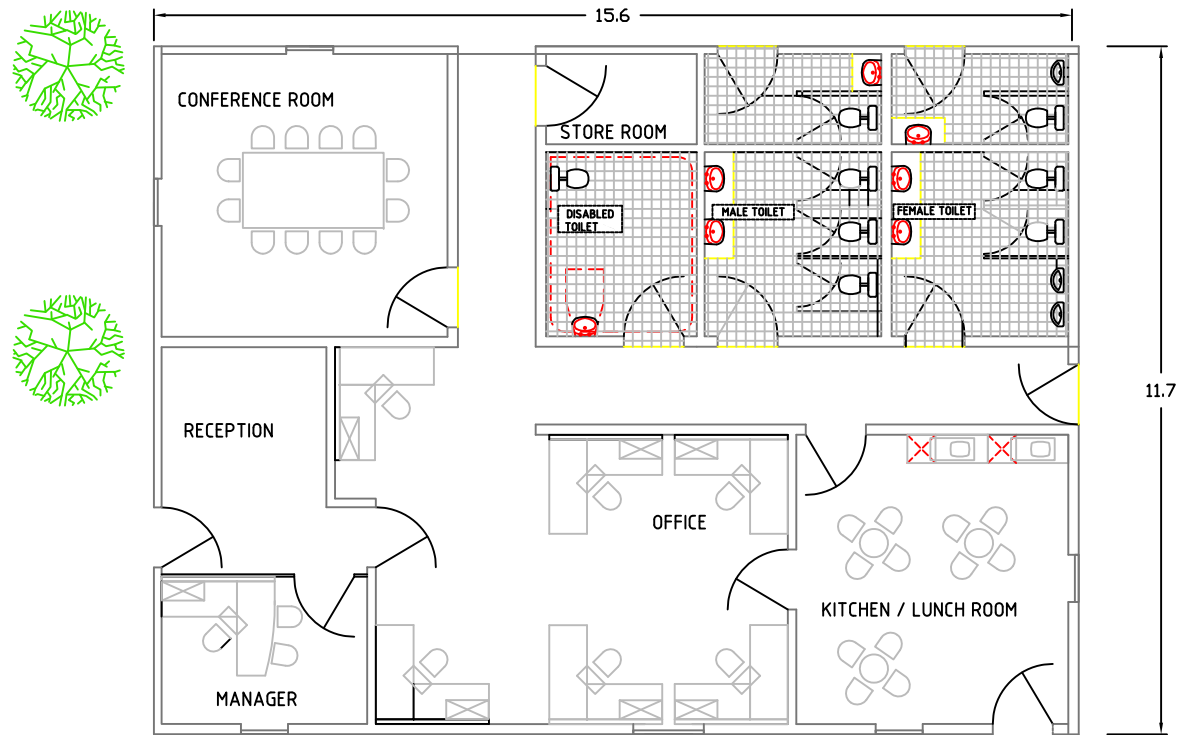 15.6
CONFERENCE ROOM
STORE ROOM
DISABLED
TOILET
MALE TOILET
FEMALE TOILET
11.7
RECEPTION
OFFICE
KITCHEN / LUNCH ROOM
MANAGER